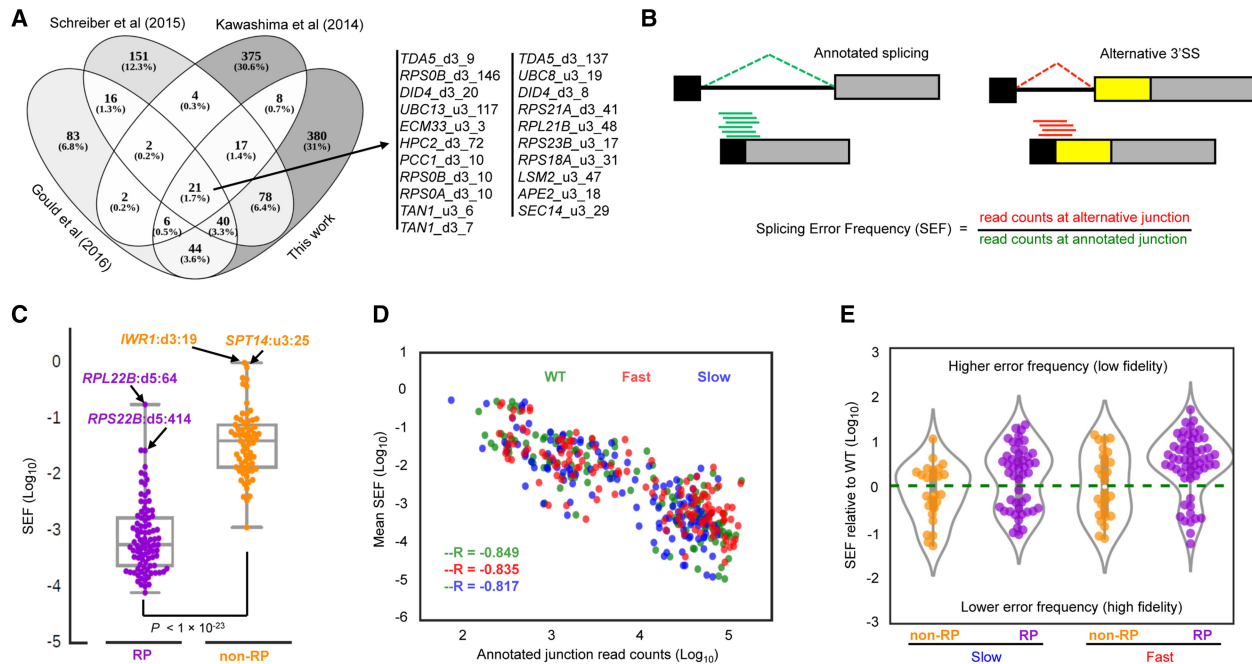 A
Schreiber et al (2015)
Kawashima et al (2014)
Gould et al (2016)
This work
151
(12.3%)
375
(30.6%)
16
(1.3%)
4
(0.3%)
8
(0.7%)
83
(6.8%)
2
(0.2%)
17
(1.4%)
380
(31%)
2
(0.2%)
21
(1.7%)
78
(6.4%)
6
(0.5%)
40
(3.3%)
44
(3.6%)
TDA5_d3_9
RPS0B_d3_146
DID4_d3_20
UBC13_u3_117
ECM33_u3_3
HPC2_d3_72
PCC1_d3_10
RPS0B_d3_10
RPS0A_d3_10
TAN1_u3_6
TAN1_d3_7
TDA5_d3_137
UBC8_u3_19
DID4_d3_8
RPS21A_d3_41
RPL21B_u3_48
RPS23B_u3_17
RPS18A_u3_31
LSM2_u3_47
APE2_u3_18
SEC14_u3_29
B
Annotated splicing
Alternative 3'SS
Splicing Error Frequency (SEF) = read counts at alternative junction
read counts at annotated junction
C
SEF (Log10)
0
-1
-2
-3
-4
-5
IWR1:d3:19
SPT14:u3:25
RPL22B:d5:64
RPS22B:d5:414
P < 1 × 10-23
RP
non-RP
D
Mean SEF (Log10)
1
0
-1
-2
-3
-4
-5
-6
WT
Fast
Slow
--R = -0.849
--R = -0.835
--R = -0.817
2
3
4
5
Annotated junction read counts (Log10)
E
SEF relative to WT (Log10)
3
2
1
0
-1
-2
-3
Higher error frequency (low fidelity)
Lower error frequency (high fidelity)
non-RP
RP
non-RP
RP
Slow
Fast